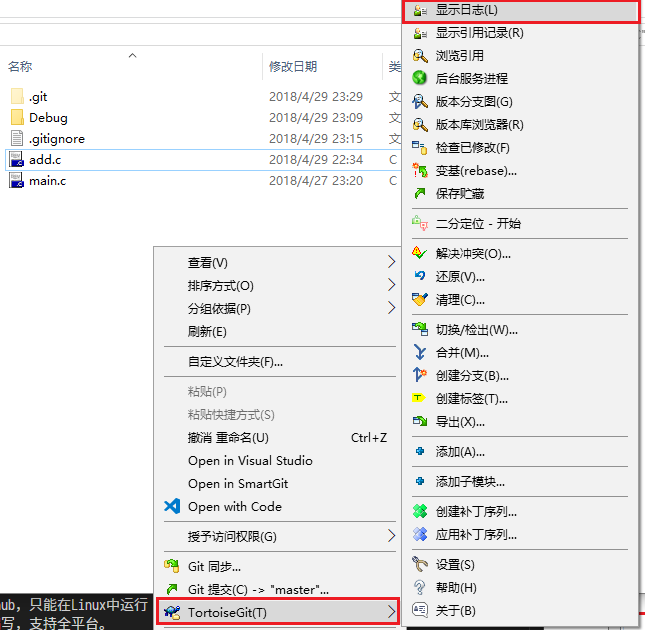 名称 修改日期 类
.git 2018/4/29 23:29 文
Debug 2018/4/29 23:09 文
.gitignore 2018/4/29 23:15 文
add.c 2018/4/29 22:34 C
main.c 2018/4/27 23:20 C
查看(V)
排序方式(O)
分组依据(P)
刷新(E)
自定义文件夹(F)...
粘贴(P)
粘贴快捷方式(S)
撤消 重命名(U) Ctrl+Z
Open in Visual Studio
Open in SmartGit
Open with Code
授予访问权限(G)
Git 同步...
Git 提交(C) -> "master"...
TortoiseGit(T)
显示日志(L)
显示引用记录(R)
浏览引用
后台服务进程
版本分支图(G)
版本库浏览器(R)
检查已修改(F)
变基(rebase)...
保存贮藏
二分定位 - 开始
解决冲突(O)...
还原(V)...
清理(C)...
切换/检出(W)...
合并(M)...
创建分支(B)...
创建标签(T)...
导出(X)...
添加(A)...
添加子模块...
创建补丁序列...
应用补丁序列...
设置(S)
帮助(H)
关于(B)
ub, 只能在Linux中运行
写, 支持全平台。